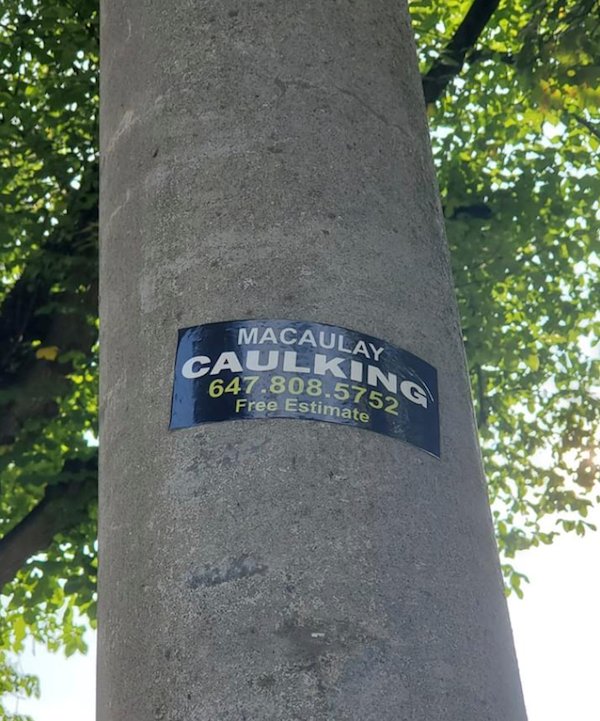 MACAULAY
CAULKING
647.808.5752
Free Estimate